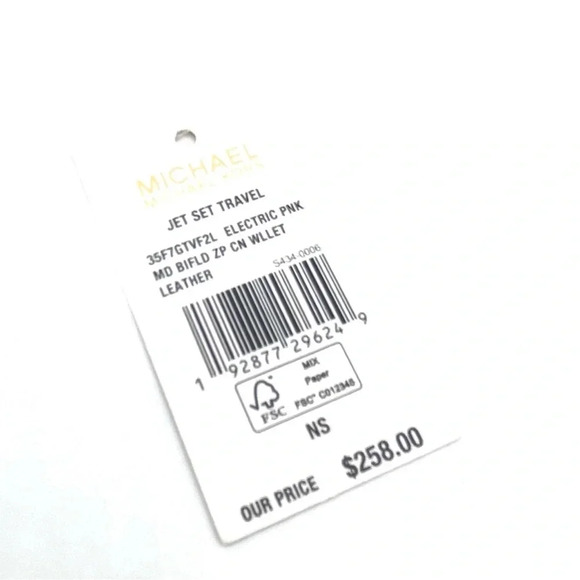 MICHAEL
MICHAEL KORS
JET SET TRAVEL
35F7GTVF2L ELECTRIC PNK
MD BIFLD ZP CN WLLET
LEATHER
S434-0006
1 92877 29624 9
FSC
MIX
Paper
FSC® C012345
NS
OUR PRICE $258.00